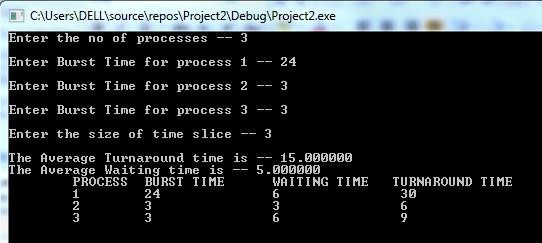 C:\Users\DELL\source\repos\Project2\Debug\Project2.exe
Enter the no of processes -- 3
Enter Burst Time for process 1 -- 24
Enter Burst Time for process 2 -- 3
Enter Burst Time for process 3 -- 3
Enter the size of time slice -- 3
The Average Turnaround time is -- 15.000000
The Average Waiting time is -- 5.000000
PROCESS BURST TIME WAITING TIME TURNAROUND TIME
1 24 6 30
2 3 3 6
3 3 6 9